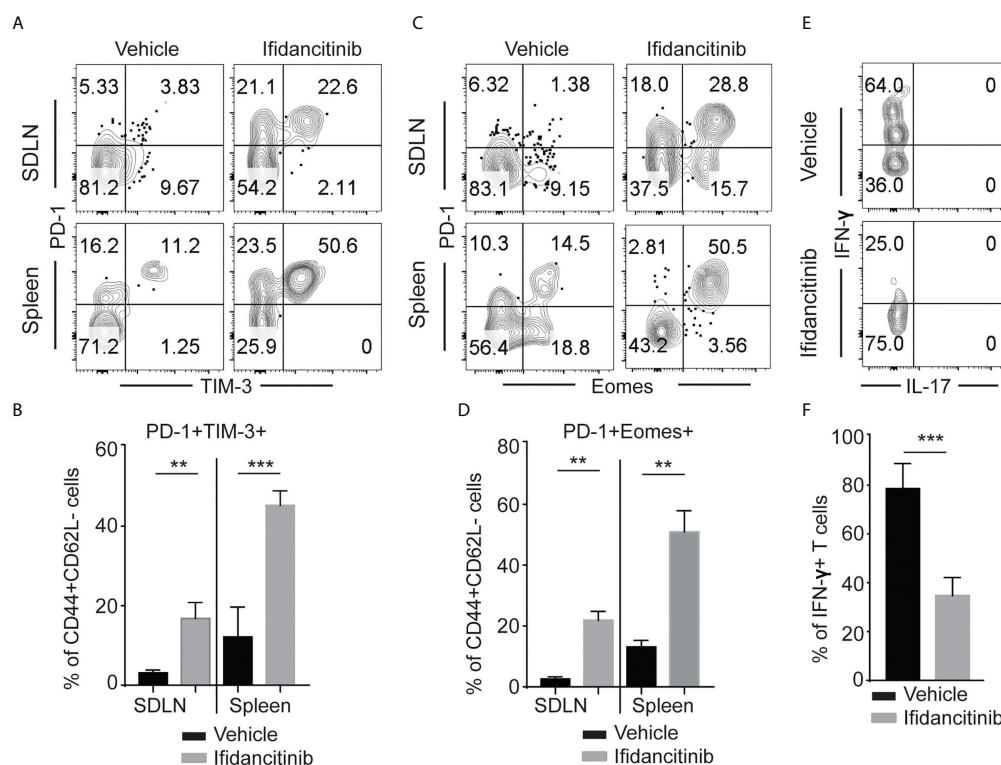 A
Vehicle
Ifidancitinib
SDLN
5.33
3.83
21.1
22.6
81.2
9.67
54.2
2.11
PD-1
Spleen
16.2
11.2
23.5
50.6
71.2
1.25
25.9
0
TIM-3
B
PD-1+TIM-3+
% of CD44+CD62L- cells
60
40
20
0
**
***
SDLN
Spleen
Vehicle
Ifidancitinib
C
Vehicle
Ifidancitinib
SDLN
6.32
1.38
18.0
28.8
83.1
9.15
37.5
15.7
PD-1
Spleen
10.3
14.5
2.81
50.5
56.4
18.8
43.2
3.56
Eomes
D
PD-1+Eomes+
% of CD44+CD62L- cells
80
60
40
20
0
**
**
SDLN
Spleen
Vehicle
Ifidancitinib
E
Vehicle
64.0
0
36.0
0
IFN-γ
Ifidancitinib
25.0
0
75.0
0
IL-17
F
% of IFN-γ+ T cells
100
80
60
40
20
0
***
Vehicle
Ifidancitinib